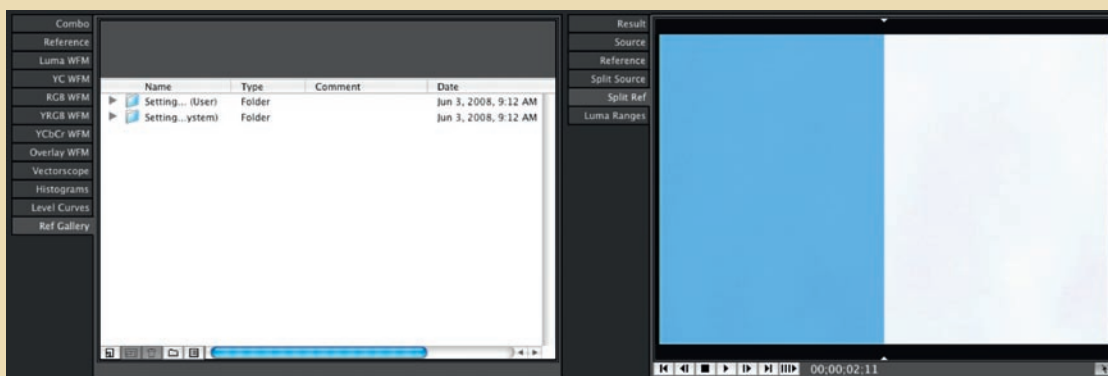 Combo
Reference
Luma WFM
YC WFM
RGB WFM
YRGB WFM
YCbCr WFM
Overlay WFM
Vectorscope
Histograms
Level Curves
Ref Gallery
Name Type Comment Date
Setting... (User) Folder Jun 3, 2008, 9:12 AM
Setting...ystem) Folder Jun 3, 2008, 9:12 AM
Result
Source
Reference
Split Source
Split Ref
Luma Ranges
00;00;02;11